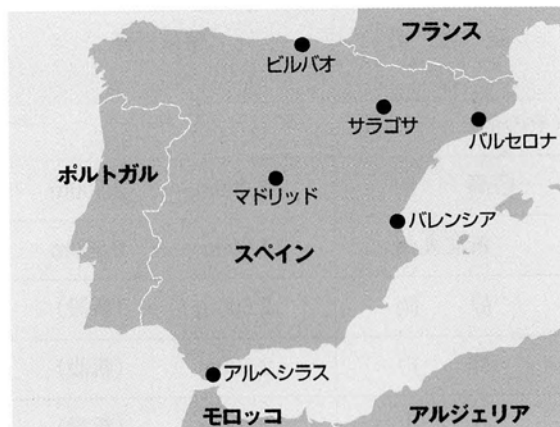 フランス
ビルバオ
サラゴサ
バルセロナ
ポルトガル
マドリッド
バレンシア
スペイン
アルヘシラス
モロッコ
アルジェリア